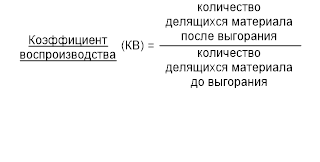 количество
делящихся материала
после выгорания
Коэффициент
воспроизводства
(КВ) =
количество
делящихся материала
до выгорания